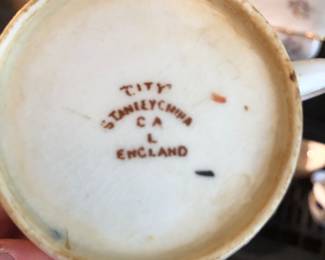 "CITY"
STANLEY CHINA
C A
L
ENGLAND